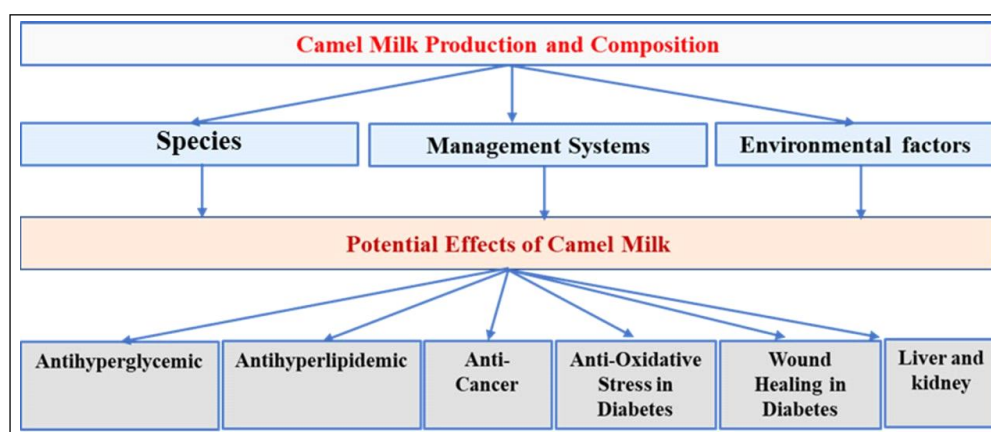 Camel Milk Production and Composition
Species
Management Systems
Environmental factors
Potential Effects of Camel Milk
Antihyperglycemic
Antihyperlipidemic
Anti-
Cancer
Anti-Oxidative
Stress in
Diabetes
Wound
Healing in
Diabetes
Liver and
kidney